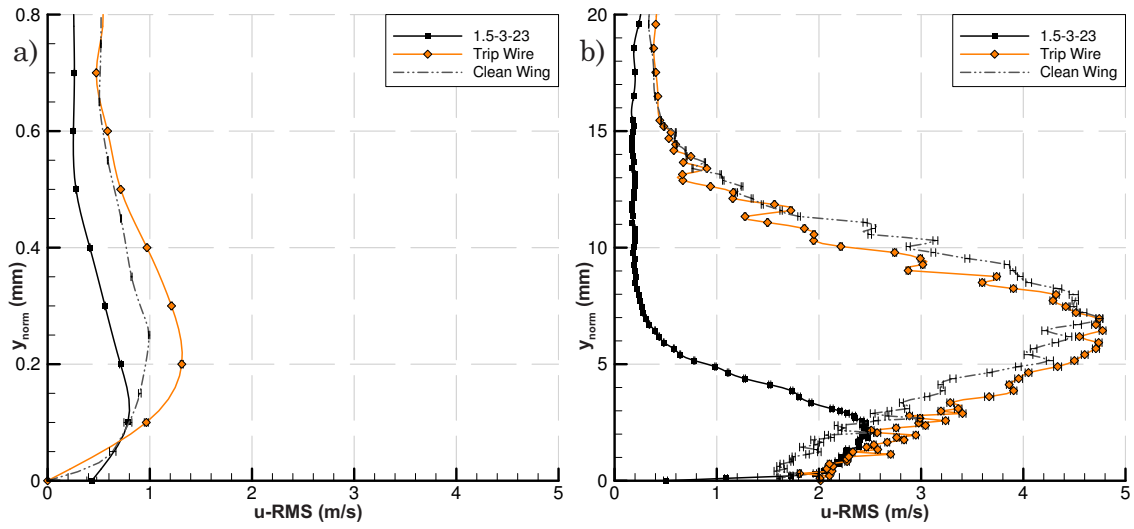 a)
y_norm (mm)
0.8
0.6
0.4
0.2
0
0 1 2 3 4 5
u-RMS (m/s)
1.5-3-23
Trip Wire
Clean Wing
b)
y_norm (mm)
20
15
10
5
0
0 1 2 3 4 5
u-RMS (m/s)
1.5-3-23
Trip Wire
Clean Wing